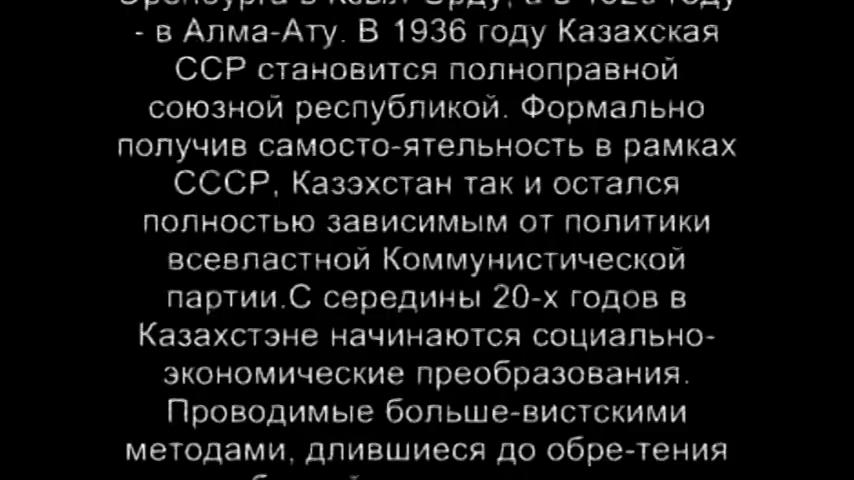 - в Алма-Ату. В 1936 году Казахская
ССР становится полноправной
союзной республикой. Формально
получив самосто-ятельность в рамках
СССР, Казэхстан так и остался
полностью зависимым от политики
всевластной Коммунистической
партии.С середины 20-х годов в
Казахстэне начинаются социально-
экономические преобразования.
Проводимые больше-вистскими
методами, длившиеся до обре-тения